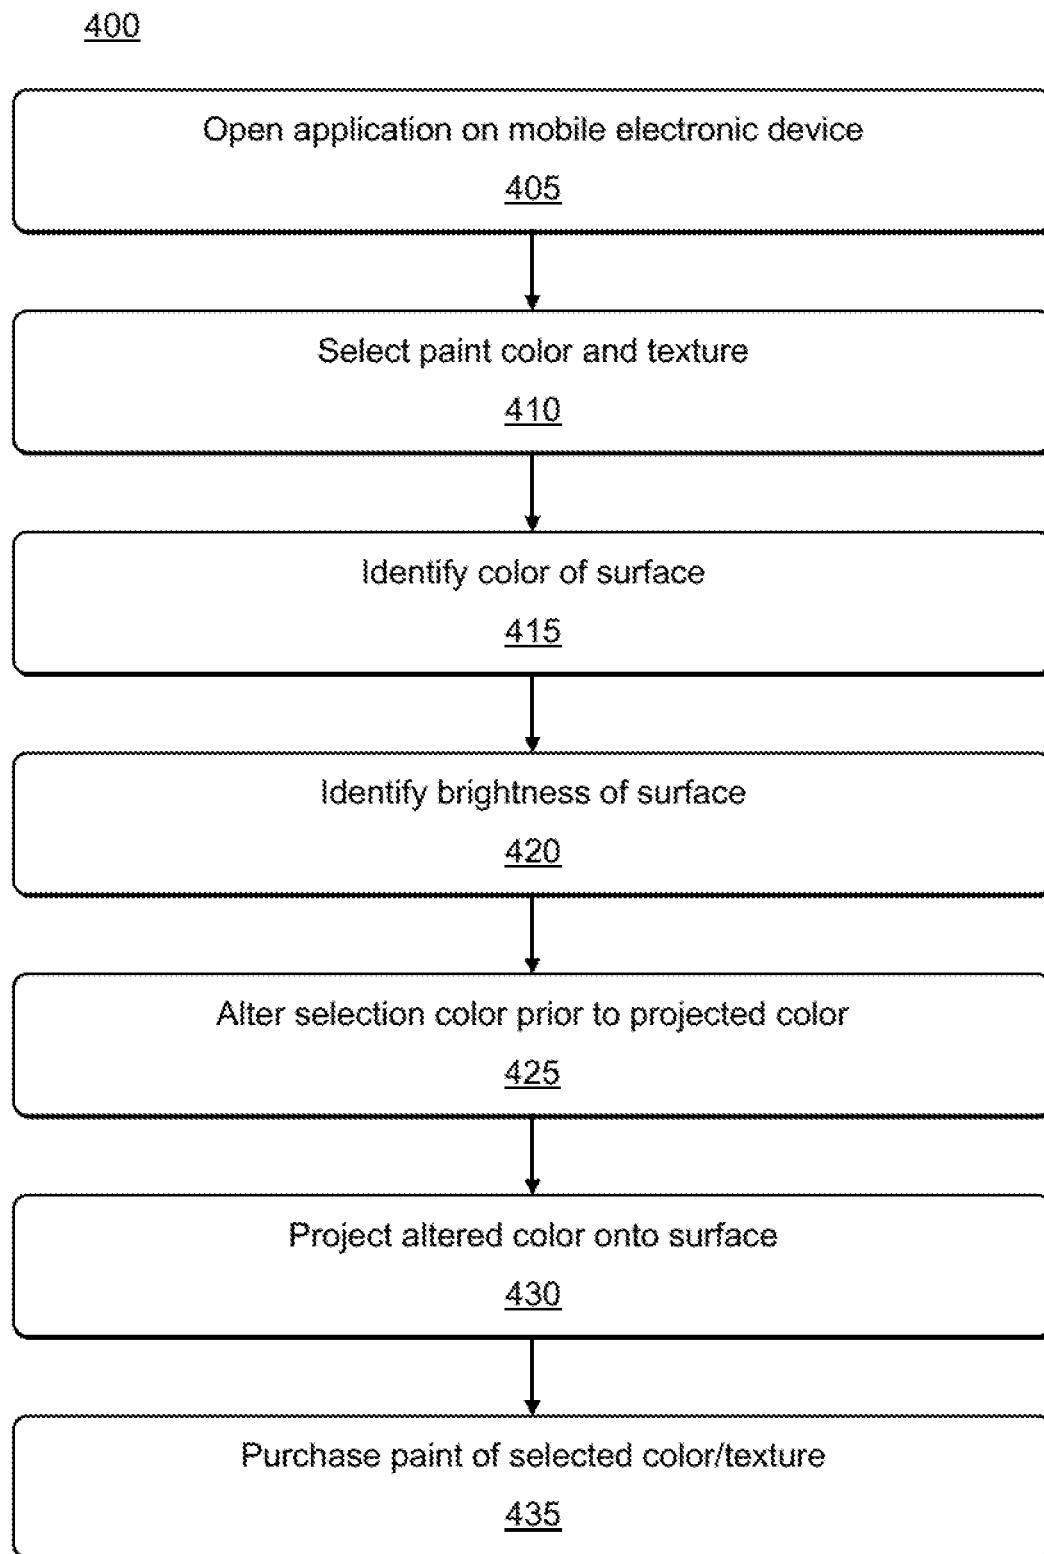 400
Open application on mobile electronic device
405
Select paint color and texture
410
Identify color of surface
415
Identify brightness of surface
420
Alter selection color prior to projected color
425
Project altered color onto surface
430
Purchase paint of selected color/texture
435